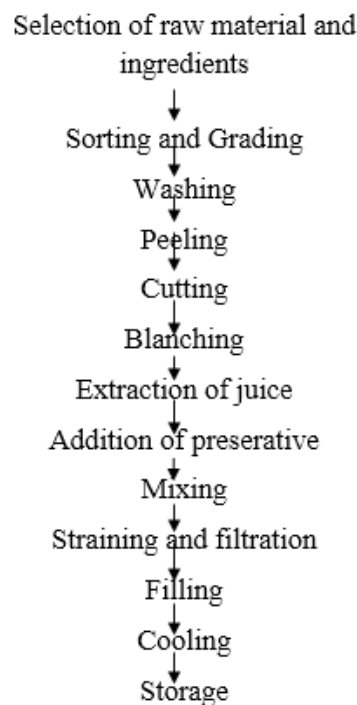 Selection of raw material and
ingredients
Sorting and Grading
Washing
Peeling
Cutting
Blanching
Extraction of juice
Addition of preserative
Mixing
Straining and filtration
Filling
Cooling
Storage